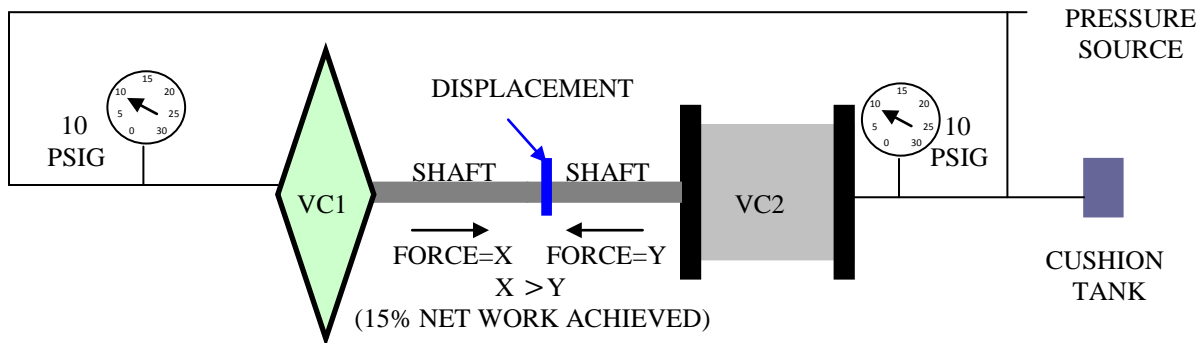 PRESSURE
SOURCE
DISPLACEMENT
10
PSIG
0
5
10
15
20
25
30
10
PSIG
0
5
10
15
20
25
30
SHAFT
SHAFT
VC1
VC2
FORCE=X
FORCE=Y
X > Y
(15% NET WORK ACHIEVED)
CUSHION
TANK